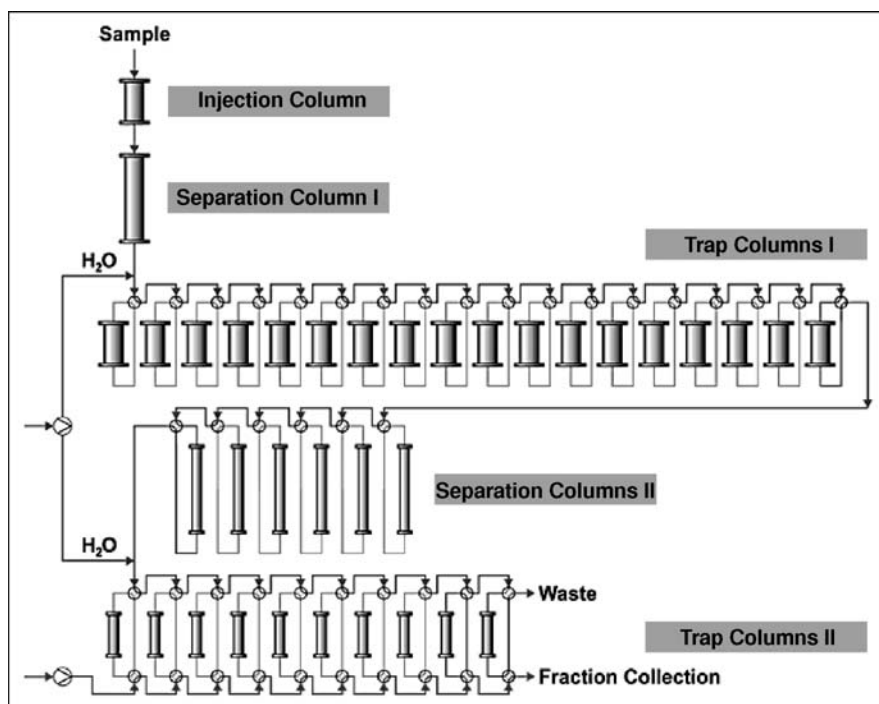 Sample
Injection Column
Separation Column I
H₂O
Trap Columns I
Separation Columns II
H₂O
Waste
Trap Columns II
Fraction Collection